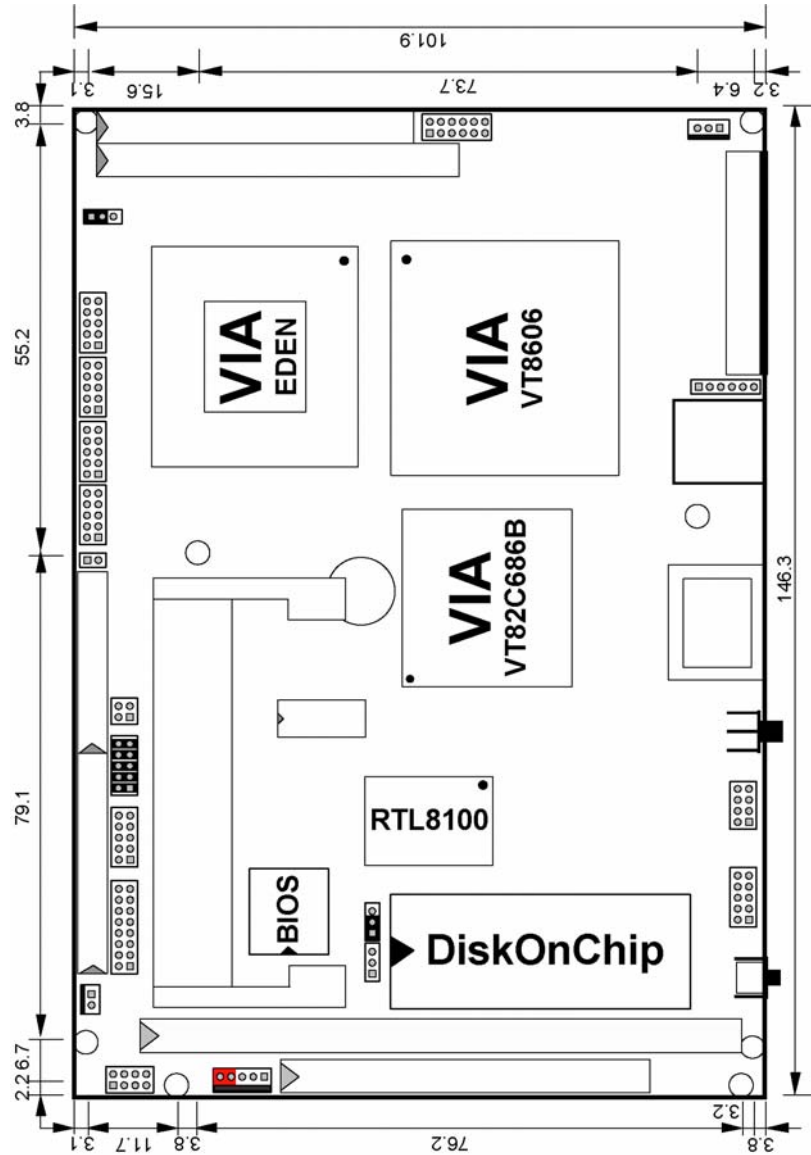 101.9
3.1
15.6
73.7
6.4
3.2
3.8
55.2
VIA
EDEN
VIA
VT8606
VIA
VT82C686B
146.3
79.1
RTL8100
BIOS
DiskOnChip
6.7
2.2
3.1
11.7
3.8
3.8
76.2
3.2
3.8